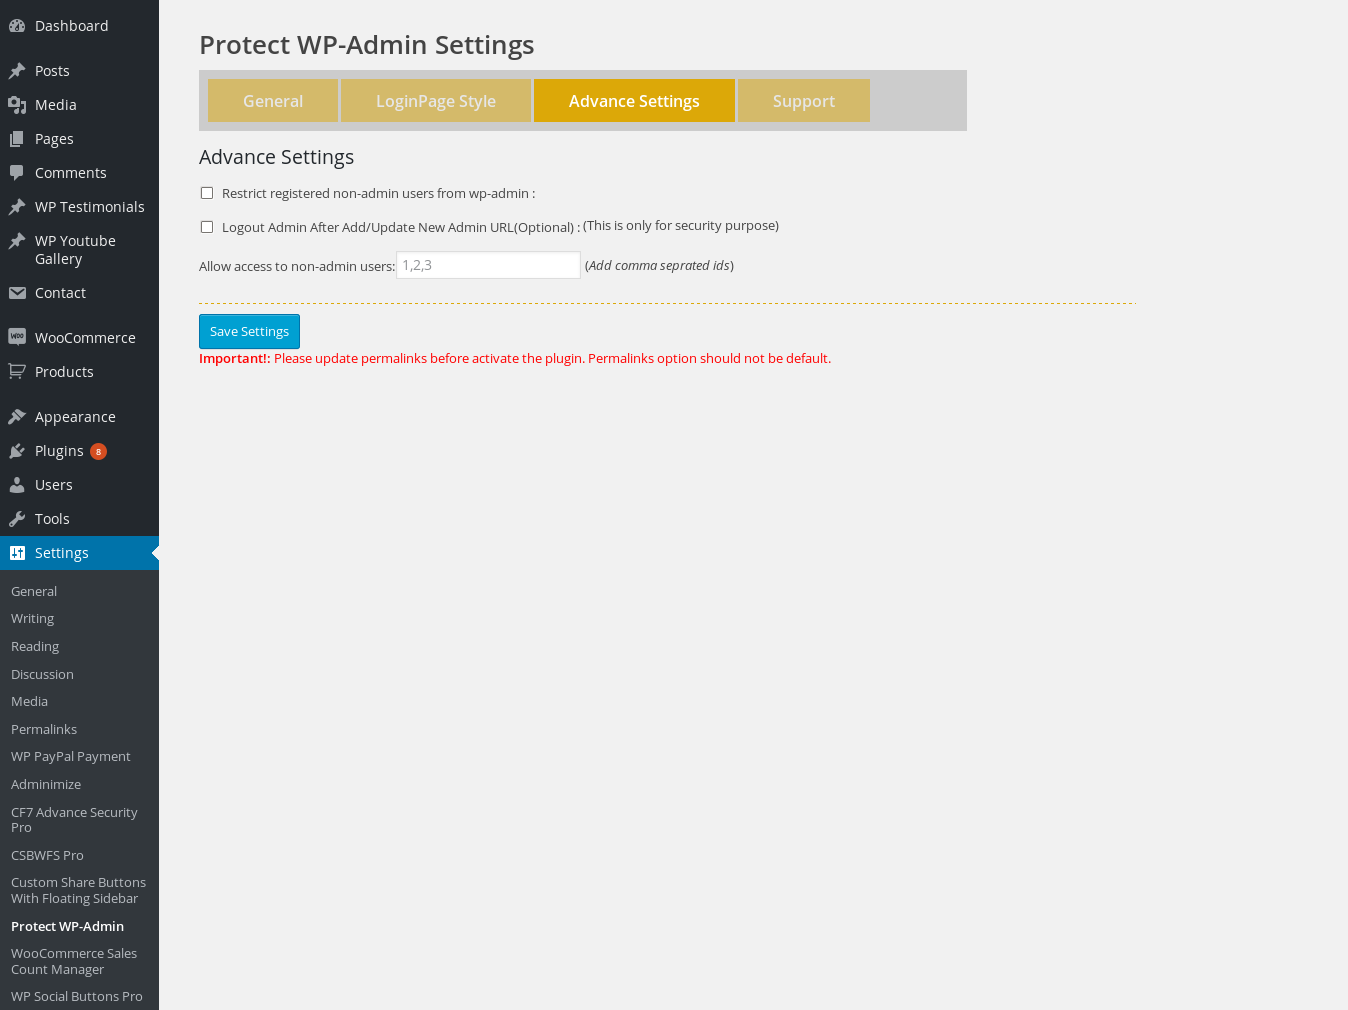 Dashboard
Posts
Media
Pages
Comments
WP Testimonials
WP Youtube
Gallery
Contact
WOO
WooCommerce
Products
Appearance
Plugins 8
Users
Tools
Settings
General
Writing
Reading
Discussion
Media
Permalinks
WP PayPal Payment
Adminimize
CF7 Advance Security
Pro
CSBWFS Pro
Custom Share Buttons
With Floating Sidebar
Protect WP-Admin
WooCommerce Sales
Count Manager
WP Social Buttons Pro
Protect WP-Admin Settings
General LoginPage Style Advance Settings Support
Advance Settings
Restrict registered non-admin users from wp-admin :
Logout Admin After Add/Update New Admin URL(Optional) : (This is only for security purpose)
Allow access to non-admin users: 1,2,3 (Add comma seprated ids)
Save Settings
Important!: Please update permalinks before activate the plugin. Permalinks option should not be default.